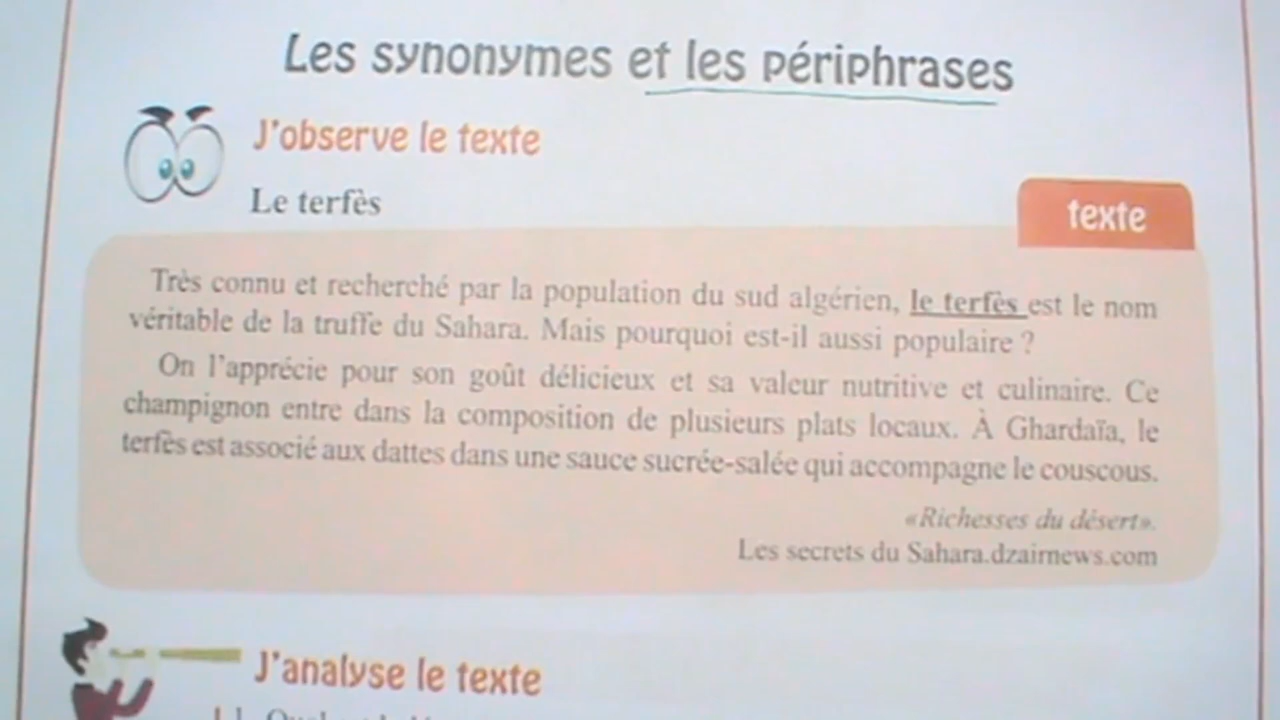 Les synonymes et les périphrases
J'observe le texte
Le terfès
texte
Très connu et recherché par la population du sud algérien, le terfès est le nom
véritable de la truffe du Sahara. Mais pourquoi est-il aussi populaire ?
On l'apprécie pour son goût délicieux et sa valeur nutritive et culinaire. Ce
champignon entre dans la composition de plusieurs plats locaux. À Ghardaïa, le
terfès est associé aux dattes dans une sauce sucrée-salée qui accompagne le couscous.
«Richesses du désert».
Les secrets du Sahara.dzairnews.com
J'analyse le texte